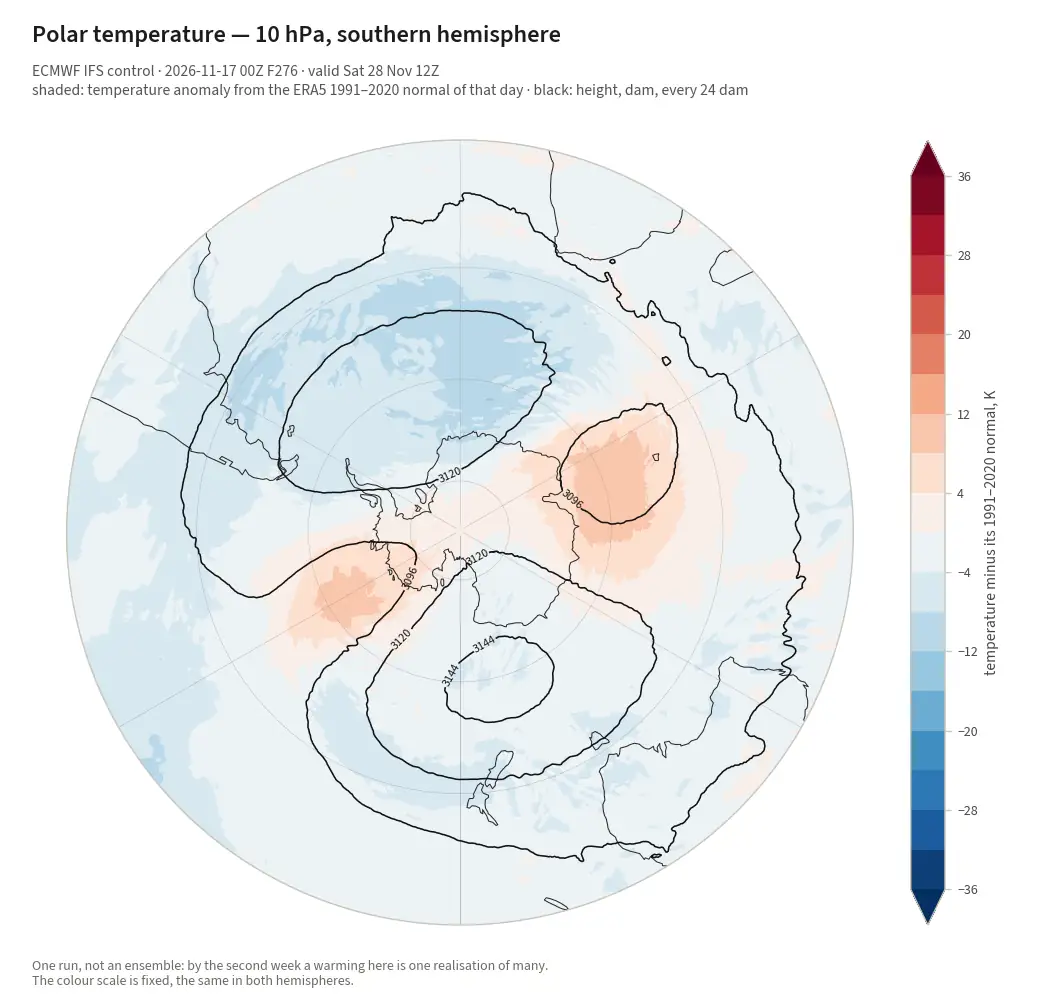 Polar temperature — 10 hPa, southern hemisphere
ECMWF IFS control · 2026-11-17 00Z F276 · valid Sat 28 Nov 12Z
shaded: temperature anomaly from the ERA5 1991–2020 normal of that day · black: height, dam, every 24 dam
36
28
20
12
4
−4
−12
−20
−28
−36
temperature minus its 1991–2020 normal, K
3120
3096
3120
3096
3120
3144
3144
One run, not an ensemble: by the second week a warming here is one realisation of many.
The colour scale is fixed, the same in both hemispheres.